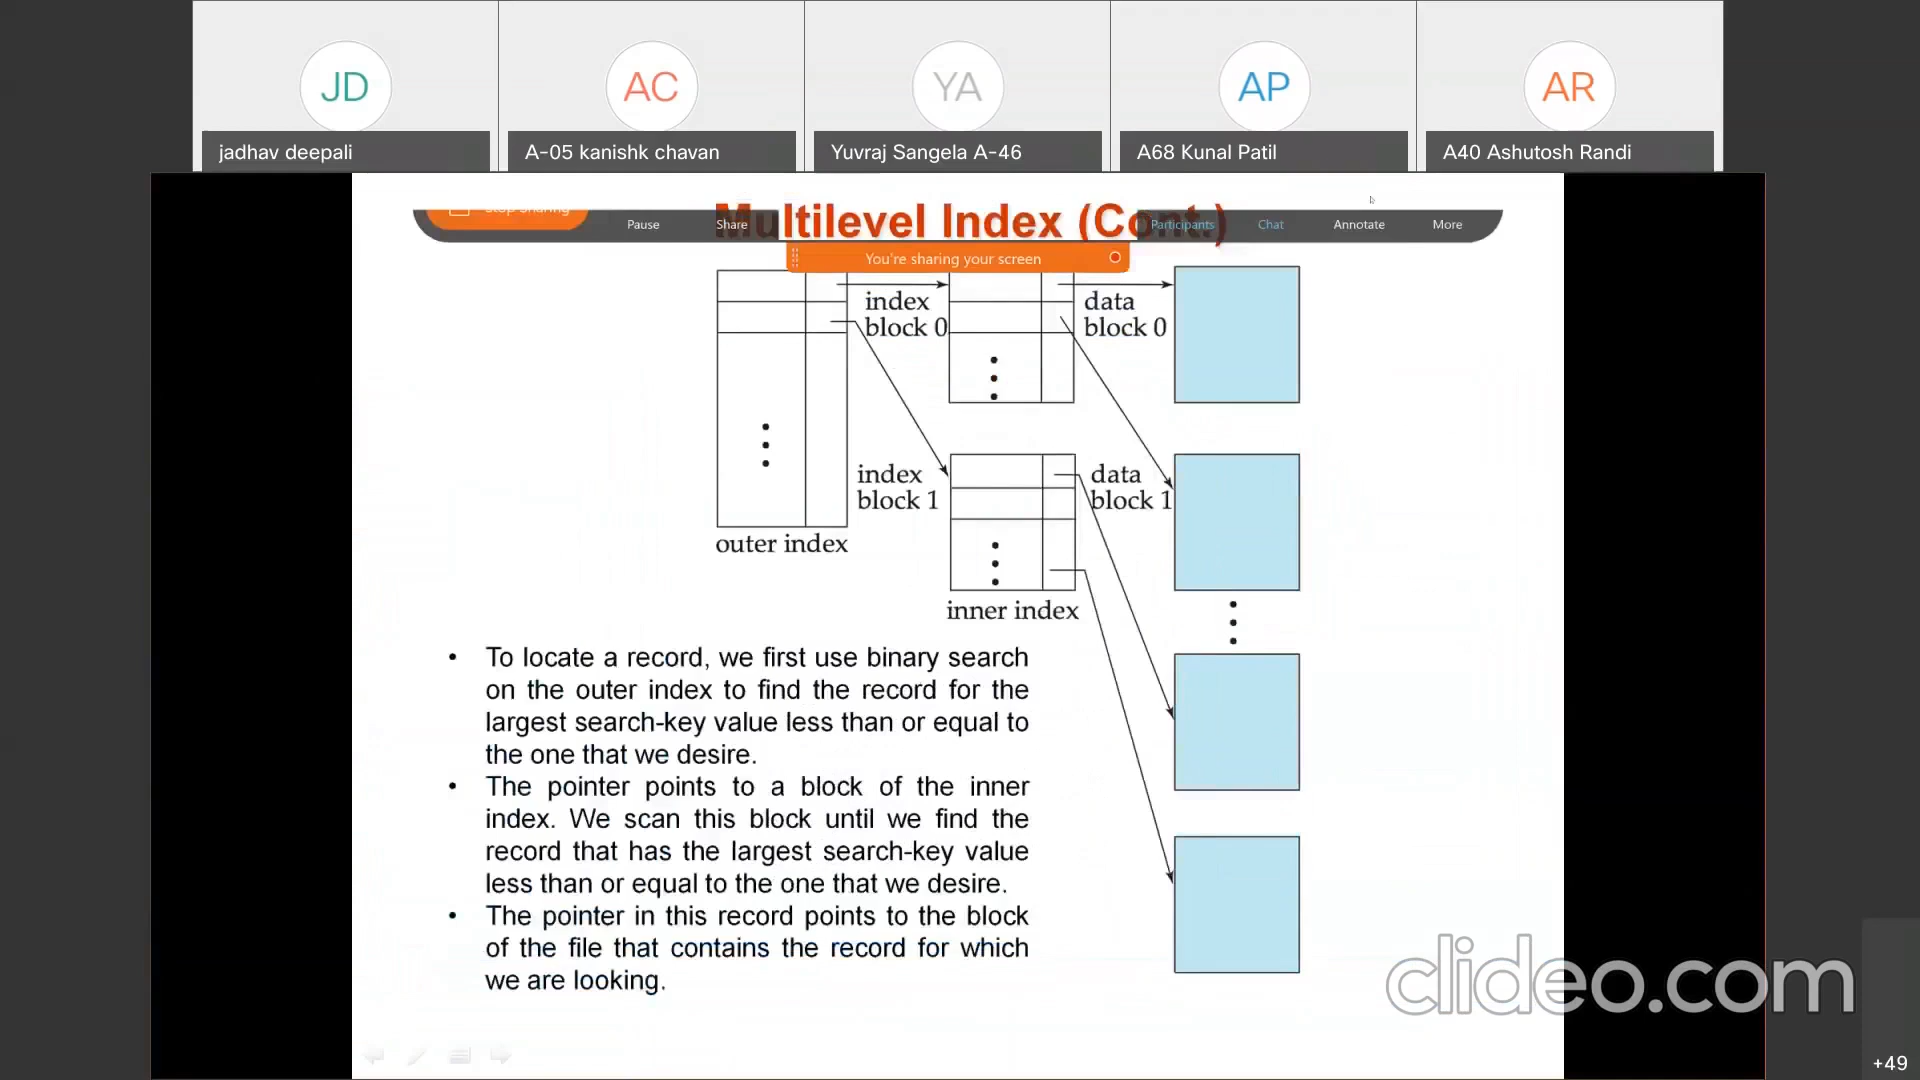 JD
AC
YA
AP
AR
jadhav deepali
A-05 kanishk chavan
Yuvraj Sangela A-46
A68 Kunal Patil
A40 Ashutosh Randi
Multilevel Index (Cont.)
Stop Sharing
Pause
Share
Participants
Chat
Annotate
More
You're sharing your screen
index
block 0
data
block 0
index
block 1
data
block 1
outer index
inner index
• To locate a record, we first use binary search
on the outer index to find the record for the
largest search-key value less than or equal to
the one that we desire.
• The pointer points to a block of the inner
index. We scan this block until we find the
record that has the largest search-key value
less than or equal to the one that we desire.
• The pointer in this record points to the block
of the file that contains the record for which
we are looking.
clideo.com
+49